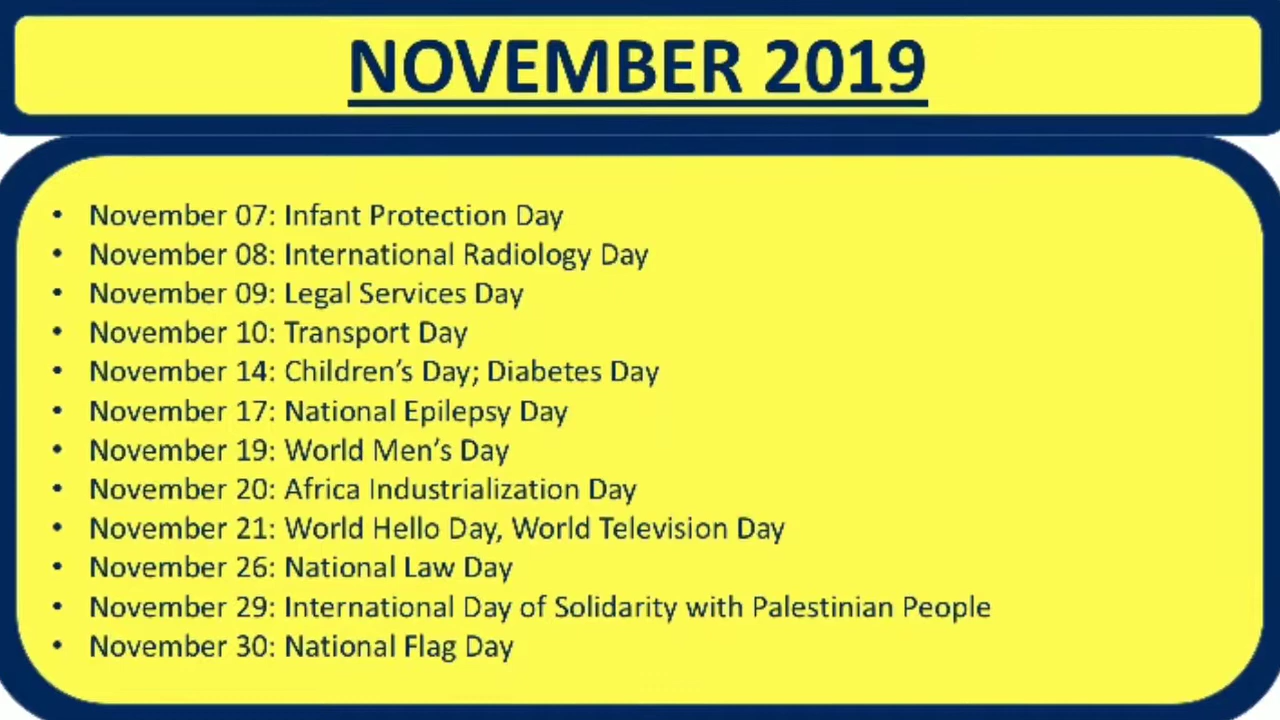 NOVEMBER 2019
• November 07: Infant Protection Day
• November 08: International Radiology Day
• November 09: Legal Services Day
• November 10: Transport Day
• November 14: Children’s Day; Diabetes Day
• November 17: National Epilepsy Day
• November 19: World Men’s Day
• November 20: Africa Industrialization Day
• November 21: World Hello Day, World Television Day
• November 26: National Law Day
• November 29: International Day of Solidarity with Palestinian People
• November 30: National Flag Day